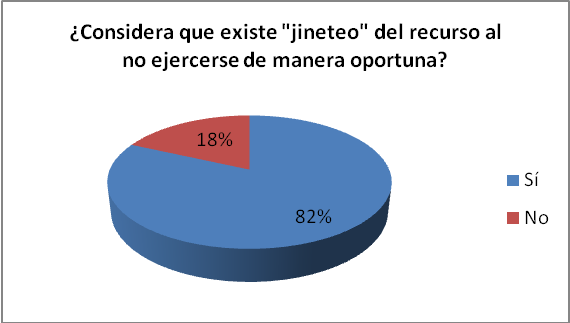 ¿Considera que existe "jineteo" del recurso al
no ejercerse de manera oportuna?
18%
82%
Sí
No